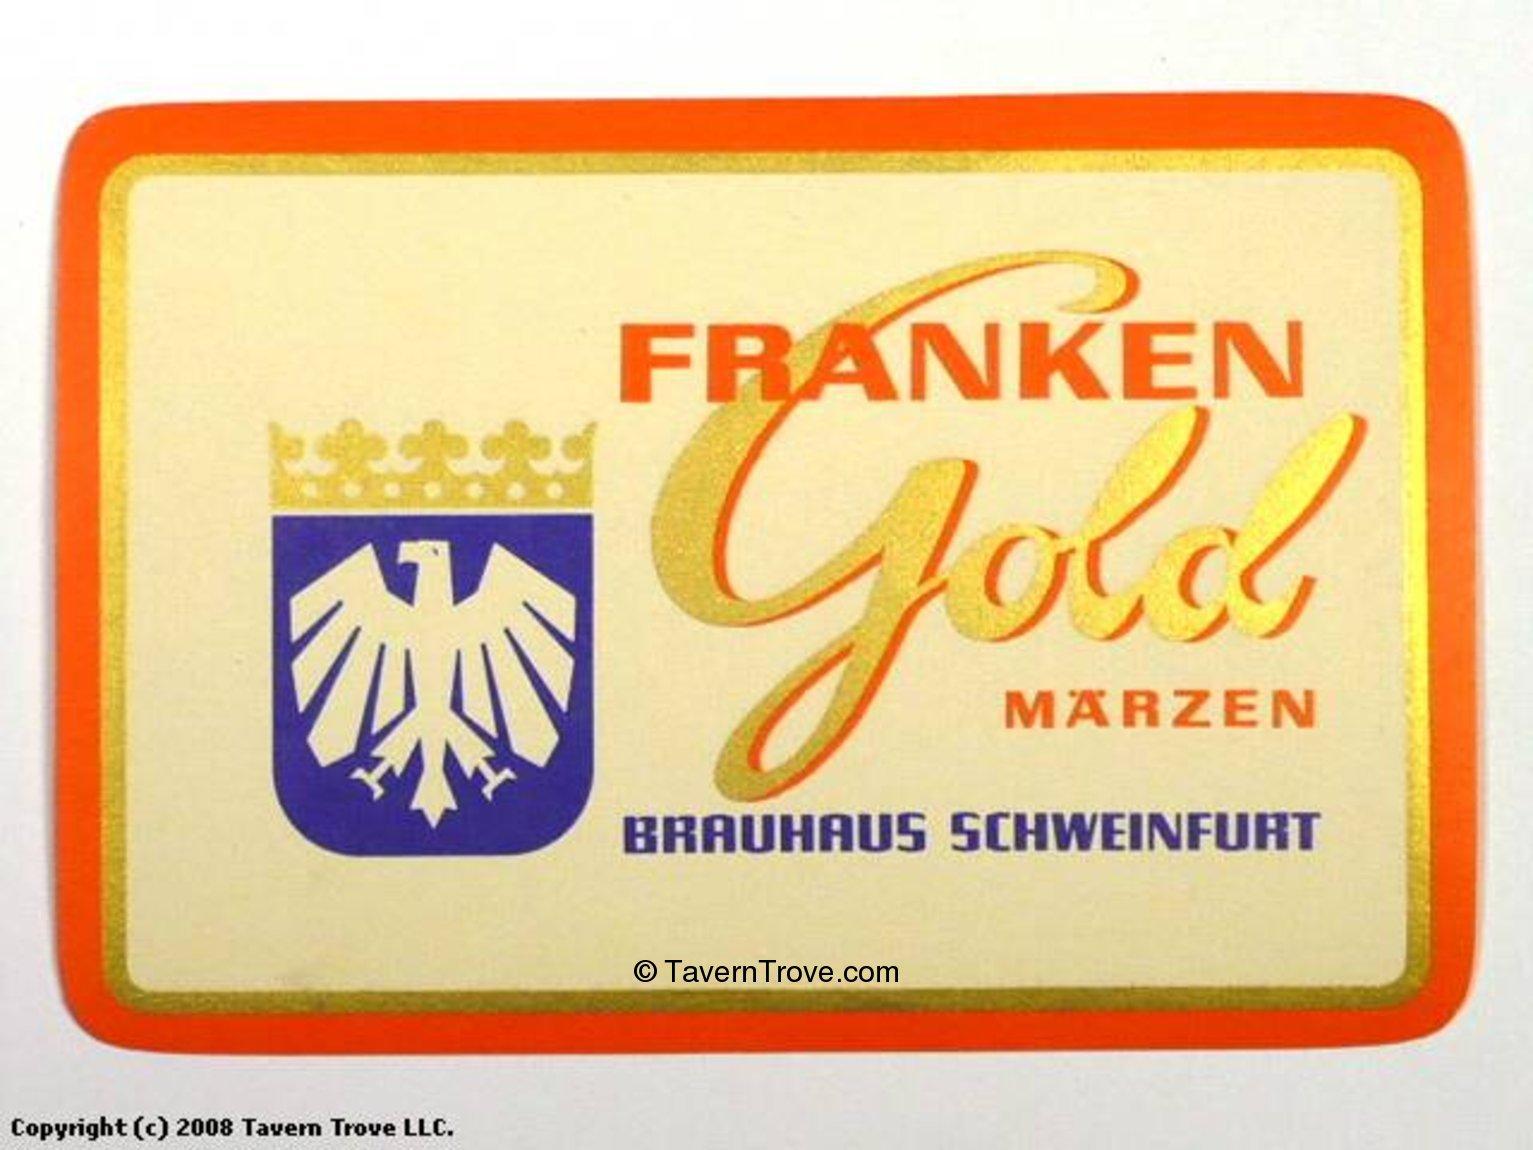 FRANKEN
Gold
MÄRZEN
BRAUHAUS SCHWEINFURT
© TavernTrove.com
Copyright (c) 2008 Tavern Trove LLC.